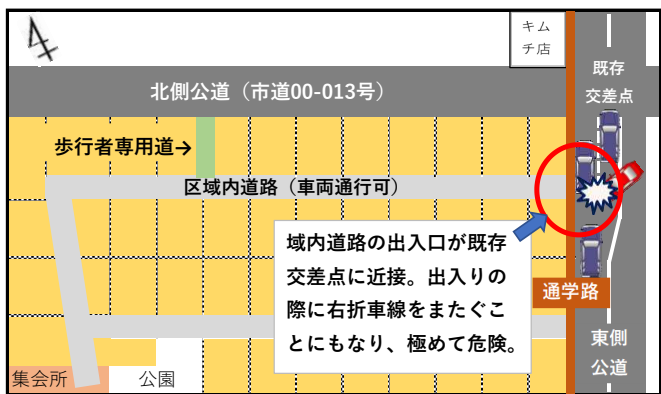 キム
チ店
既存
交差点
北側公道（市道00-013号）
歩行者専用道→
区域内道路（車両通行可）
域内道路の出入口が既存
交差点に近接。出入りの
際に右折車線をまたぐこ
とにもなり、極めて危険。
通学路
東側
公道
集会所
公園